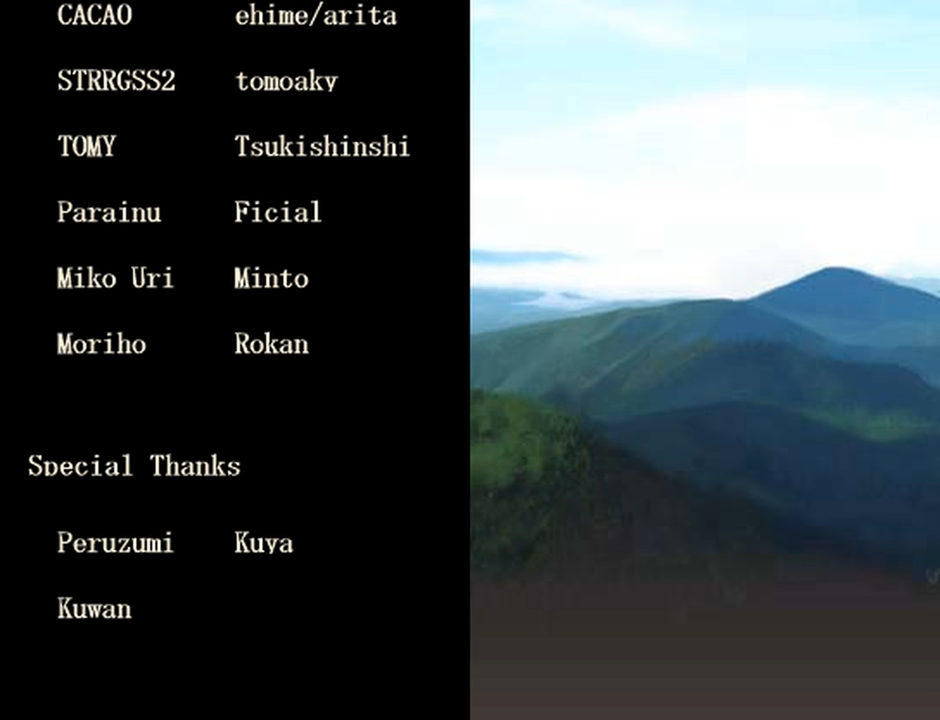 CACAO ehime/arita
STRRGSS2 tomoaky
TOMY Tsukishinshi
Parainu Ficial
Miko Uri Minto
Moriho Rokan
Special Thanks
Peruzumi Kuya
Kuwan